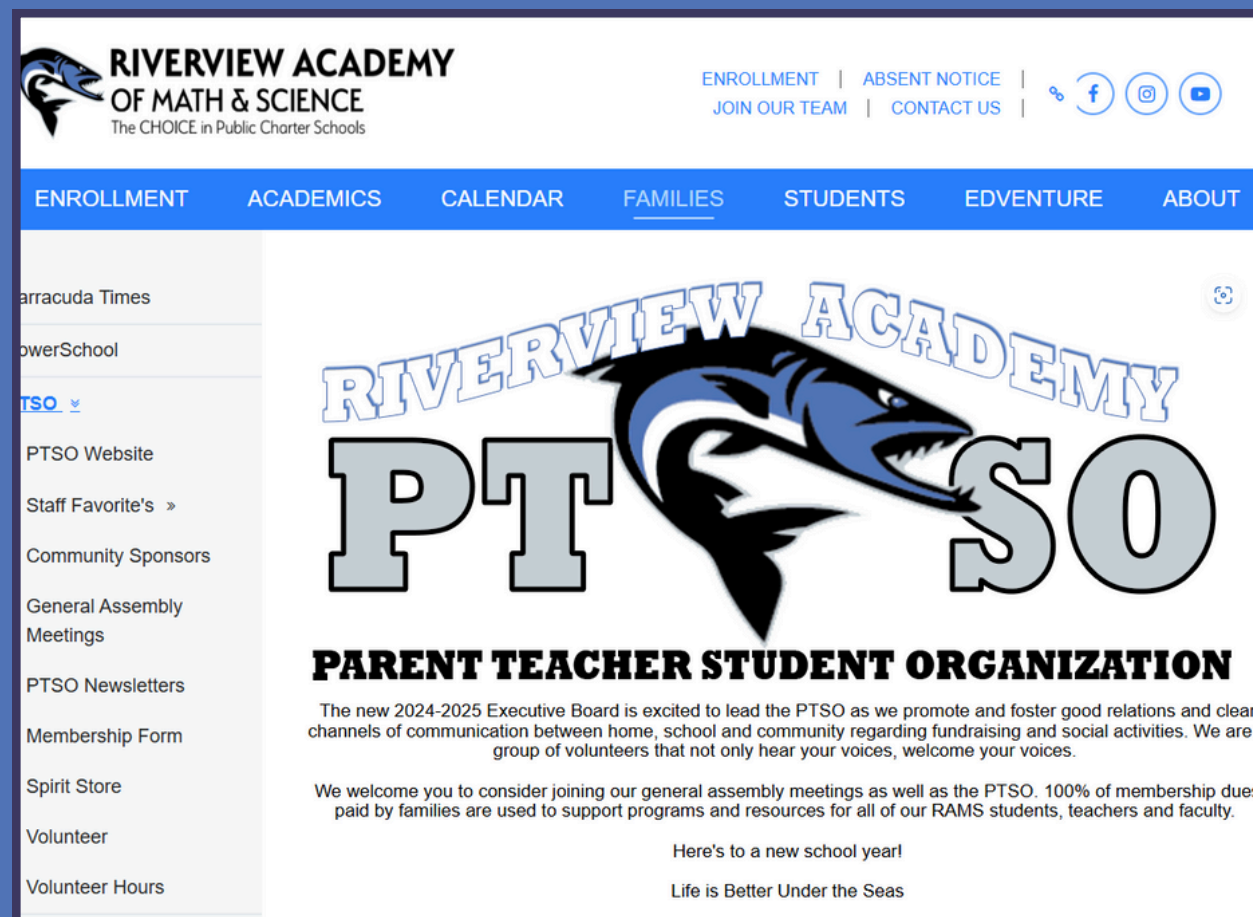 RIVERVIEW ACADEMY
OF MATH & SCIENCE
The CHOICE in Public Charter Schools
ENROLLMENT | ABSENT NOTICE |
JOIN OUR TEAM | CONTACT US |
ENROLLMENT ACADEMICS CALENDAR FAMILIES STUDENTS EDVENTURE ABOUT
arracuda Times
owerSchool
TSO
PTSO Website
Staff Favorite's »
Community Sponsors
General Assembly
Meetings
PTSO Newsletters
Membership Form
Spirit Store
Volunteer
Volunteer Hours
RIVERVIEW ACADEMY
PTSO
PARENT TEACHER STUDENT ORGANIZATION
The new 2024-2025 Executive Board is excited to lead the PTSO as we promote and foster good relations and clear
channels of communication between home, school and community regarding fundraising and social activities. We are
group of volunteers that not only hear your voices, welcome your voices.
We welcome you to consider joining our general assembly meetings as well as the PTSO. 100% of membership dues
paid by families are used to support programs and resources for all of our RAMS students, teachers and faculty.
Here's to a new school year!
Life is Better Under the Seas